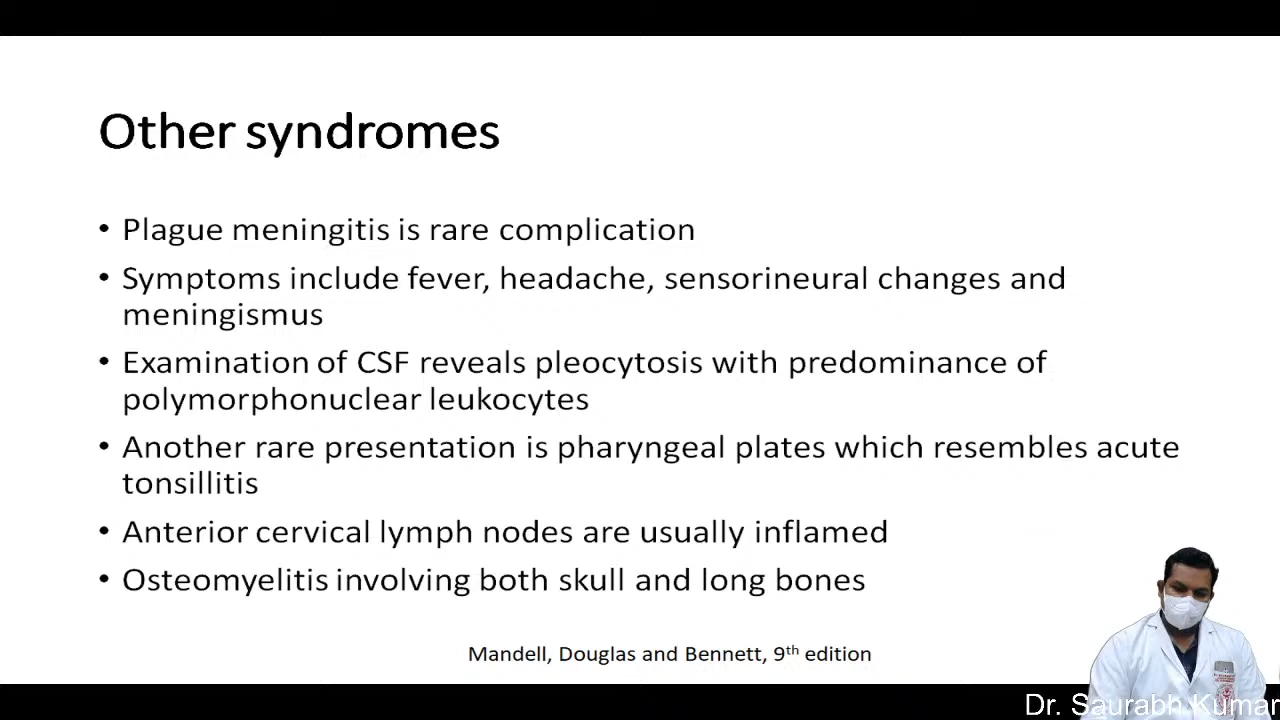 Other syndromes
• Plague meningitis is rare complication
• Symptoms include fever, headache, sensorineural changes and
meningismus
• Examination of CSF reveals pleocytosis with predominance of
polymorphonuclear leukocytes
• Another rare presentation is pharyngeal plates which resembles acute
tonsillitis
• Anterior cervical lymph nodes are usually inflamed
• Osteomyelitis involving both skull and long bones
Mandell, Douglas and Bennett, 9th edition
Dr. Saurabh Kumar